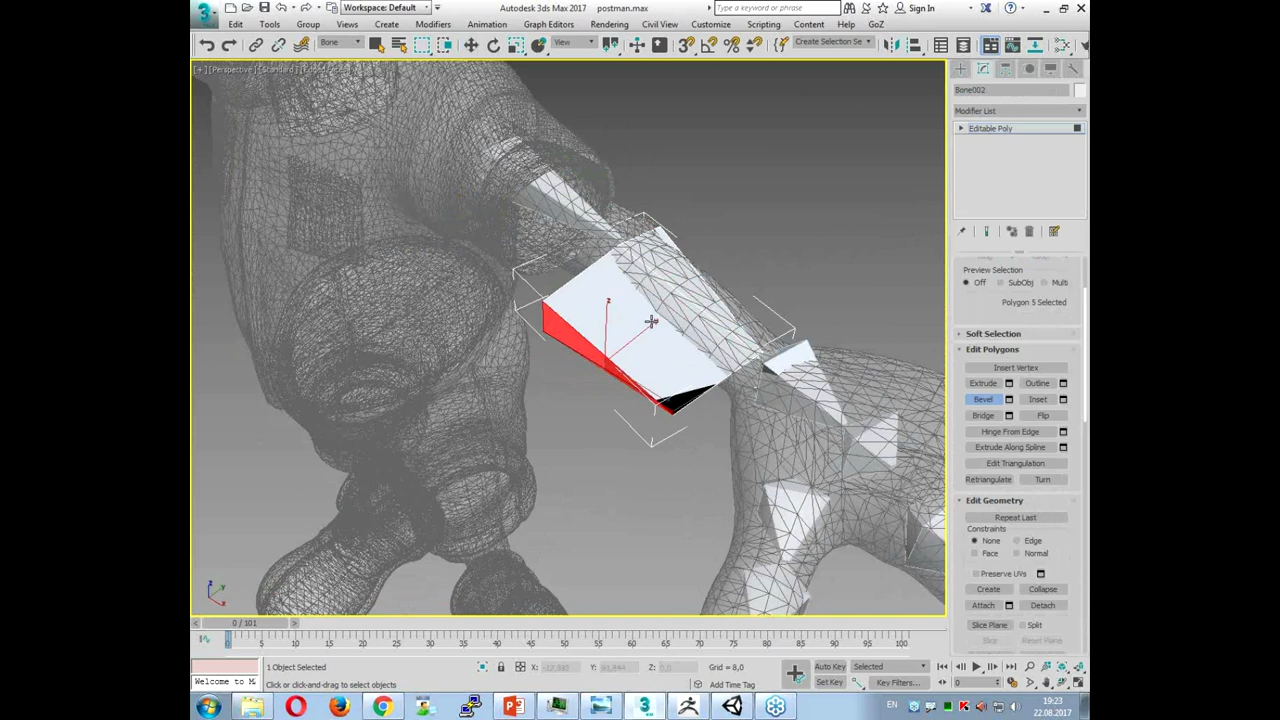 Workspace: Default
Autodesk 3ds Max 2017
postman.max
Type a keyword or phrase
Sign In
Edit
Tools
Group
Views
Create
Modifiers
Animation
Graph Editors
Rendering
Civil View
Customize
Scripting
Content
Help
GoZ
Bone
View
Create Selection Se
[+] [Perspective]
Bone002
Modifier List
Editable Poly
Preview Selection
Off
SubObj
Multi
Polygon 5 Selected
Soft Selection
Edit Polygons
Insert Vertex
Extrude
Outline
Bevel
Inset
Bridge
Flip
Hinge From Edge
Extrude Along Spline
Edit Triangulation
Retriangulate
Turn
Edit Geometry
Repeat Last
Constraints
None
Edge
Face
Normal
Preserve UVs
Create
Collapse
Attach
Detach
Slice Plane
Split
Slice
Reset Plane
z
x
y
0 / 101
0 5 10 15 20 25 30 35 40 45 50 55 60 65 70 75 80 85 90 95 100
1 Object Selected
X:
Y:
Z:
Grid = 8,0
Auto Key
Selected
Welcome to M
Click or click-and-drag to select objects
Add Time Tag
Set Key
Key Filters...
0
EN
19:23
22.08.2017